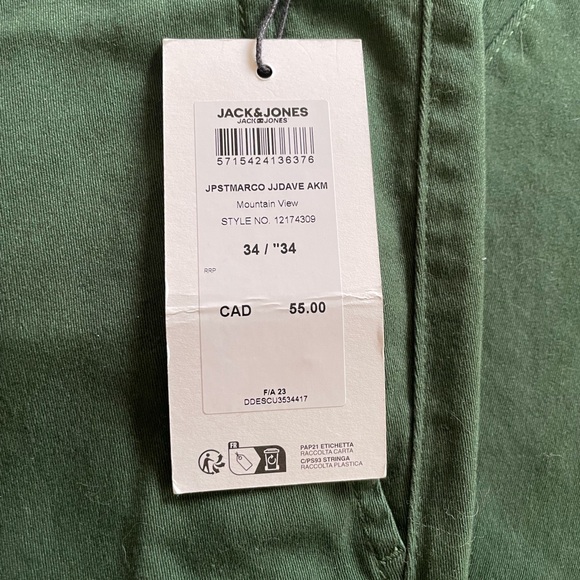 JACK&JONES
JACK&JONES
5715424136376
JPSTMARCO JJDAVE AKM
Mountain View
STYLE NO. 12174309
34 / "34
RRP
CAD 55.00
F/A 23
DDESCU3534417
FR
PAP21 ETICHETTA
RACCOLTA CARTA
C/PS93 STRINGA
RACCOLTA PLASTICA